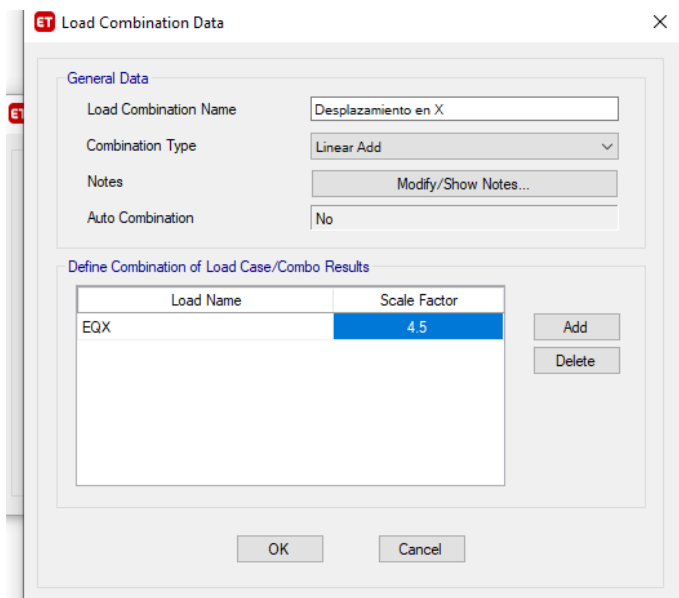 ET Load Combination Data
General Data
Load Combination Name Desplazamiento en X
Combination Type Linear Add
Notes Modify/Show Notes...
Auto Combination No
Define Combination of Load Case/Combo Results
Load Name Scale Factor
EQX 4.5 Add
Delete
OK Cancel